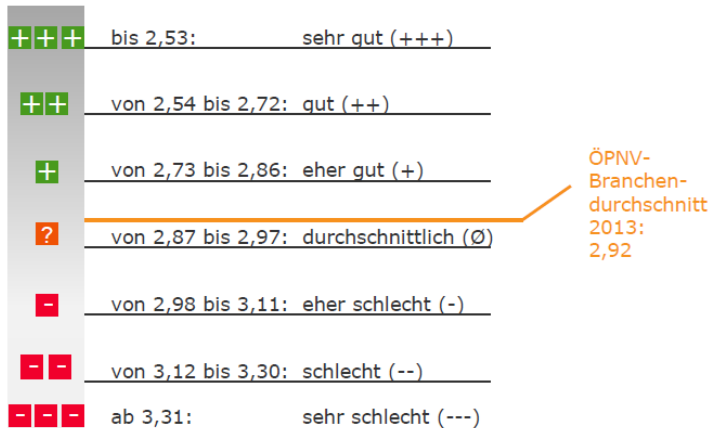 +++ bis 2,53: sehr gut (+++)
++ von 2,54 bis 2,72: gut (++)
+ von 2,73 bis 2,86: eher gut (+)
ÖPNV-
Branchen-
durchschnitt
2013:
2,92
? von 2,87 bis 2,97: durchschnittlich (Ø)
- von 2,98 bis 3,11: eher schlecht (-)
-- von 3,12 bis 3,30: schlecht (--)
--- ab 3,31: sehr schlecht (---)